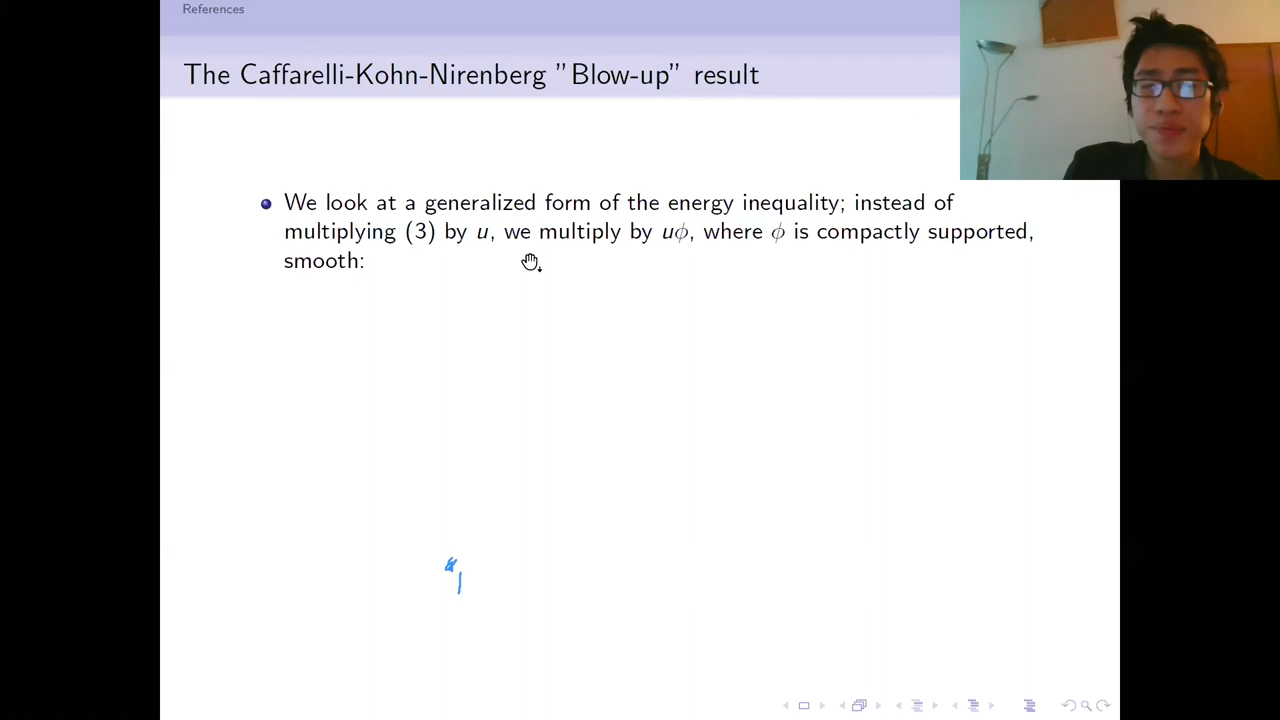 References
The Caffarelli-Kohn-Nirenberg ”Blow-up” result
We look at a generalized form of the energy inequality; instead of
multiplying (3) by u, we multiply by uϕ, where ϕ is compactly supported,
smooth: